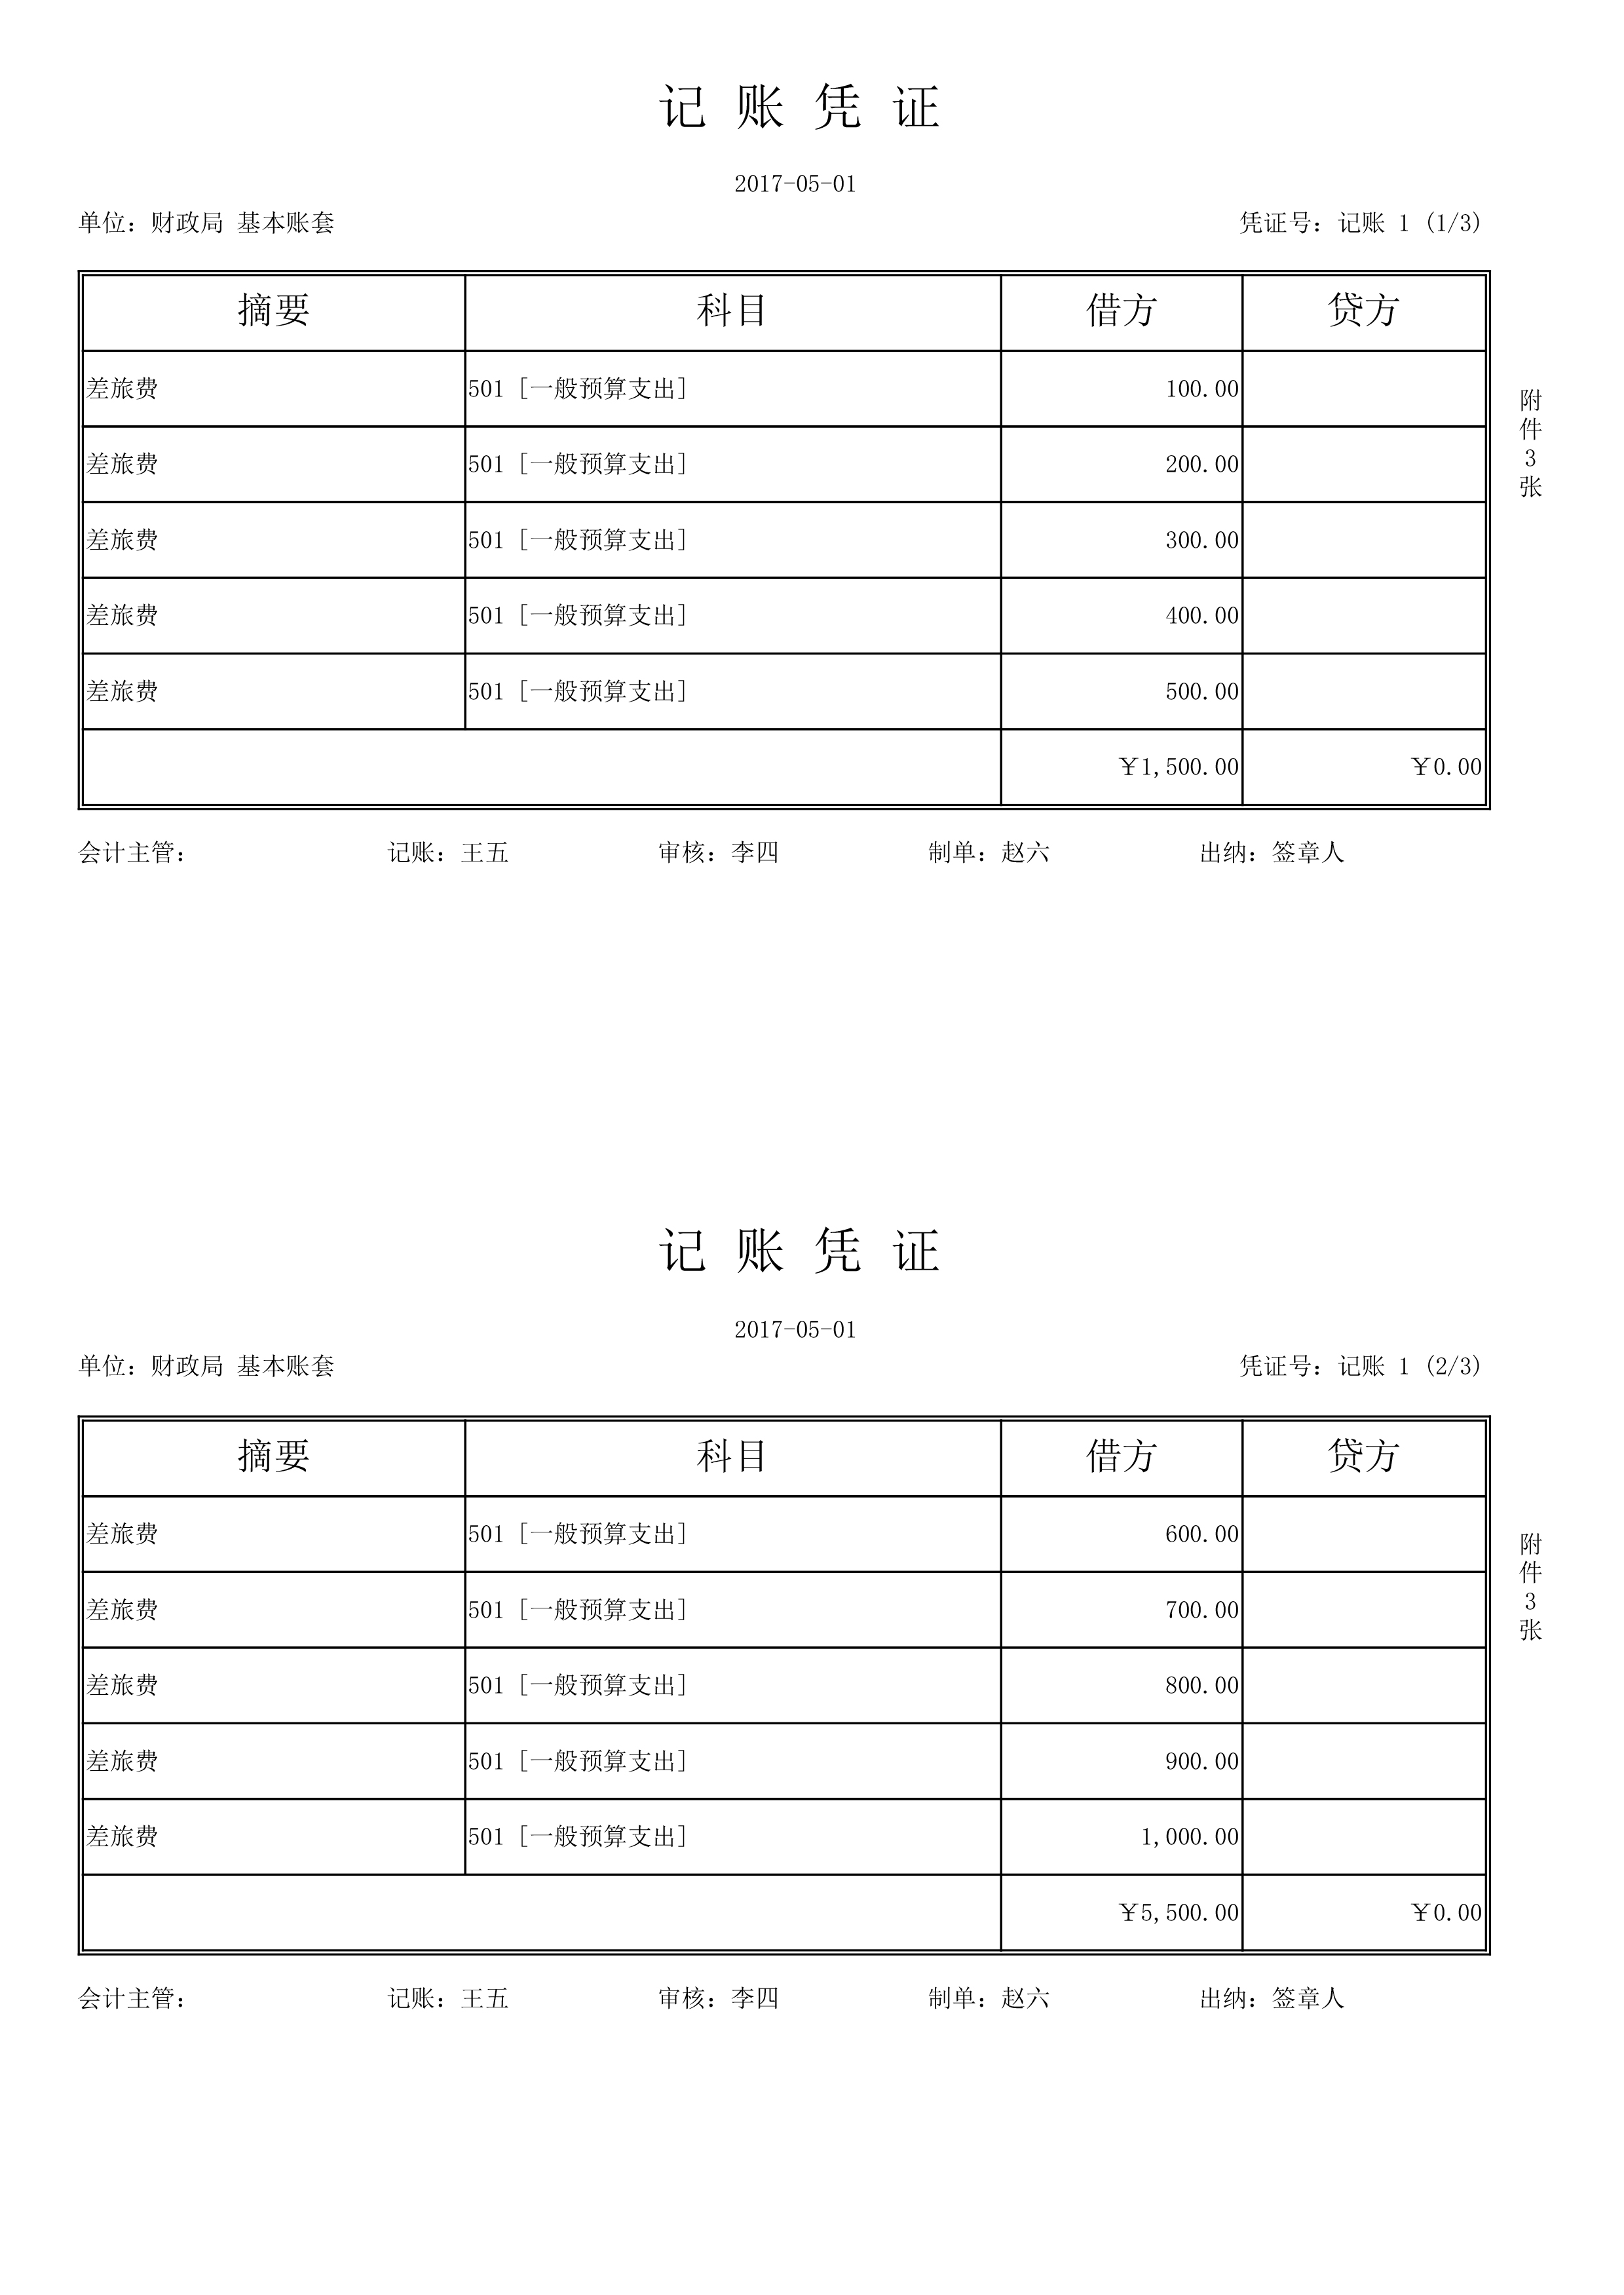 记 账 凭 证
2017-05-01
单位：财政局 基本账套 凭证号：记账 1 (1/3)
摘要 科目 借方 贷方
差旅费 501 [一般预算支出] 100.00
差旅费 501 [一般预算支出] 200.00
差旅费 501 [一般预算支出] 300.00
差旅费 501 [一般预算支出] 400.00
差旅费 501 [一般预算支出] 500.00
￥1,500.00 ￥0.00
附件3张
会计主管： 记账：王五 审核：李四 制单：赵六 出纳：签章人
记 账 凭 证
2017-05-01
单位：财政局 基本账套 凭证号：记账 1 (2/3)
摘要 科目 借方 贷方
差旅费 501 [一般预算支出] 600.00
差旅费 501 [一般预算支出] 700.00
差旅费 501 [一般预算支出] 800.00
差旅费 501 [一般预算支出] 900.00
差旅费 501 [一般预算支出] 1,000.00
￥5,500.00 ￥0.00
附件3张
会计主管： 记账：王五 审核：李四 制单：赵六 出纳：签章人